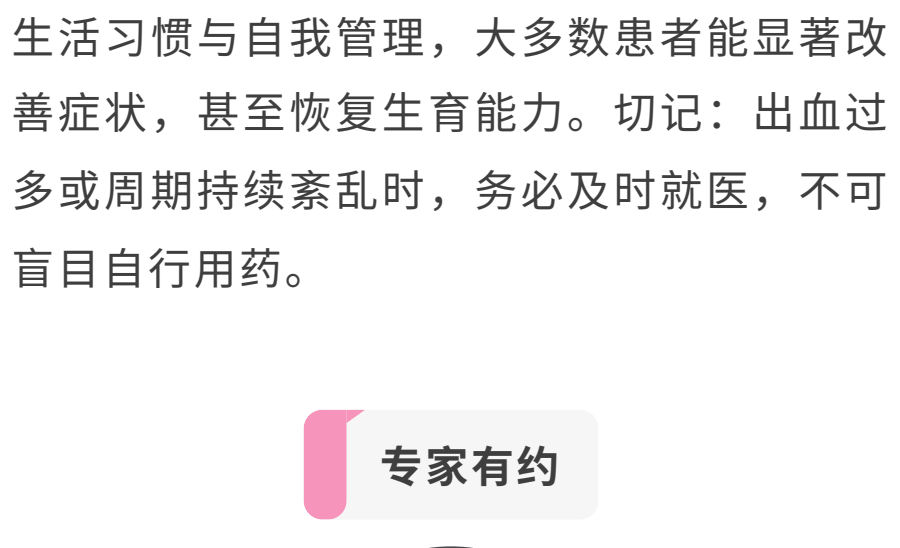 生活习惯与自我管理，大多数患者能显著改
善症状，甚至恢复生育能力。切记：出血过
多或周期持续紊乱时，务必及时就医，不可
盲目自行用药。
专家有约